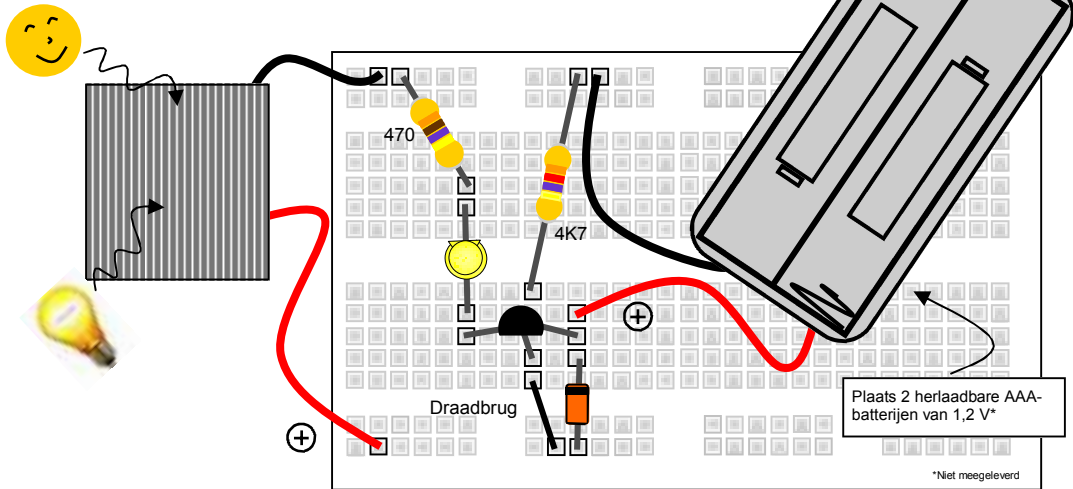 470
4K7
Draadbrug
Plaats 2 herlaadbare AAA-
batterijen van 1,2 V*
*Niet meegeleverd